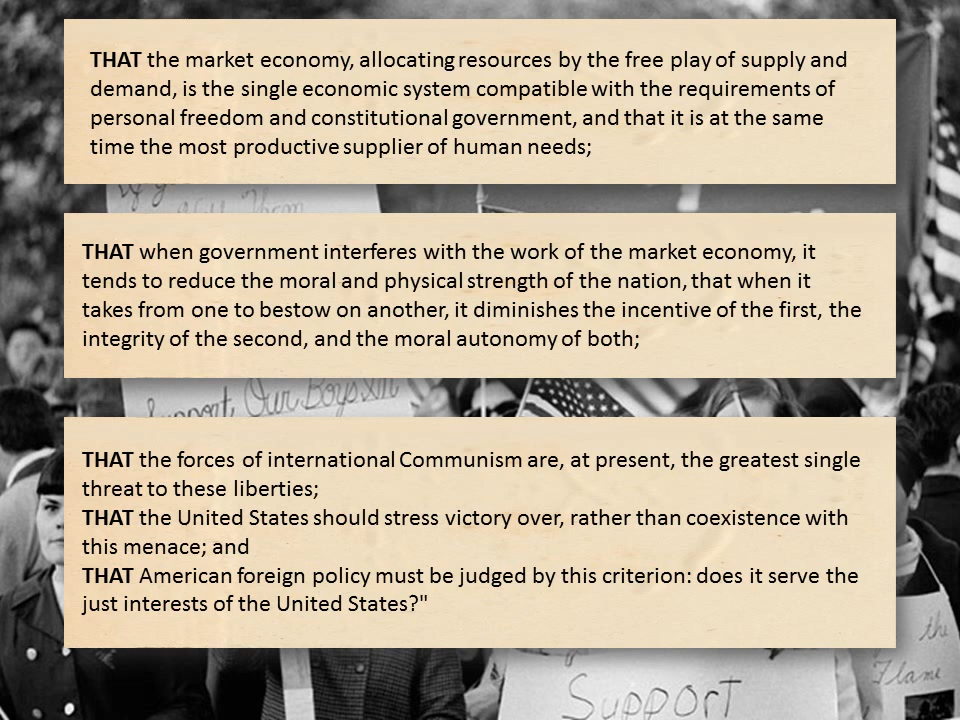 THAT the market economy, allocating resources by the free play of supply and
demand, is the single economic system compatible with the requirements of
personal freedom and constitutional government, and that it is at the same
time the most productive supplier of human needs;
THAT when government interferes with the work of the market economy, it
tends to reduce the moral and physical strength of the nation, that when it
takes from one to bestow on another, it diminishes the incentive of the first, the
integrity of the second, and the moral autonomy of both;
Support Our Boys In
THAT the forces of international Communism are, at present, the greatest single
threat to these liberties;
THAT the United States should stress victory over, rather than coexistence with
this menace; and
THAT American foreign policy must be judged by this criterion: does it serve the
just interests of the United States?"
the
Flame
Support